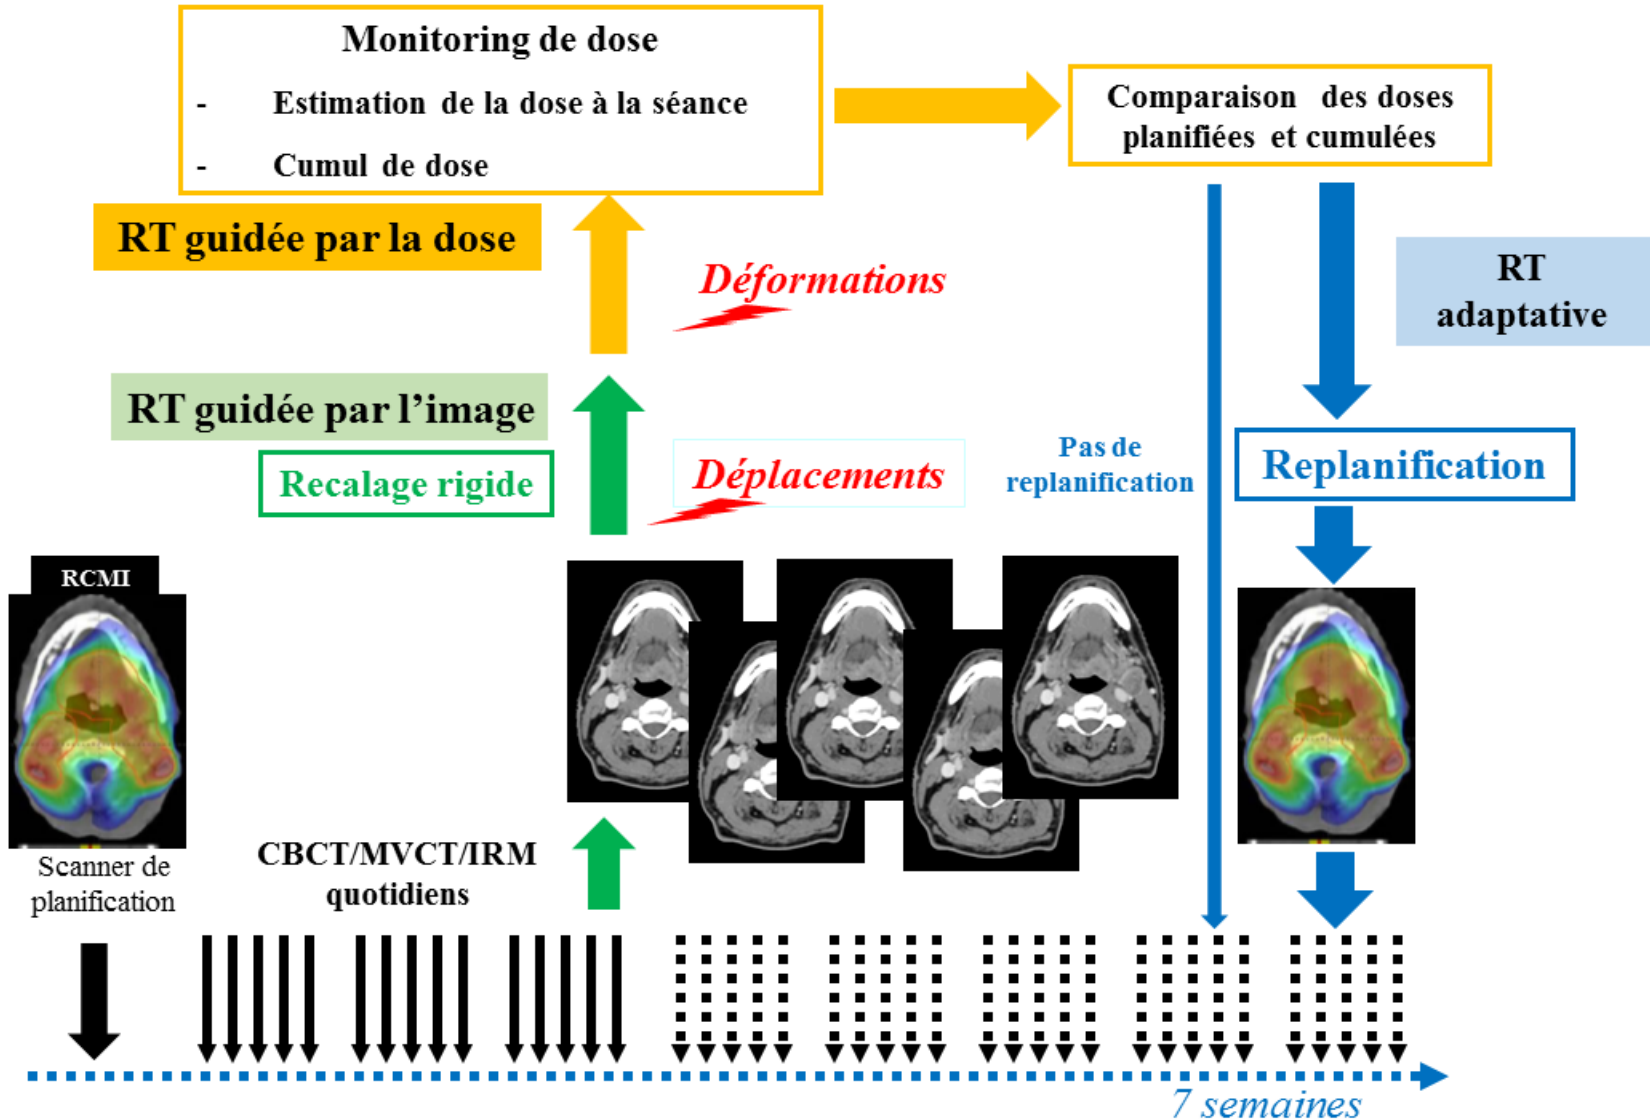 Monitoring de dose
- Estimation de la dose à la séance
- Cumul de dose
Comparaison des doses
planifiées et cumulées
RT guidée par la dose
Déformations
RT
adaptative
RT guidée par l’image
Recalage rigide
Déplacements
Pas de
replanification
Replanification
RCMI
Scanner de
planification
CBCT/MVCT/IRM
quotidiens
7 semaines